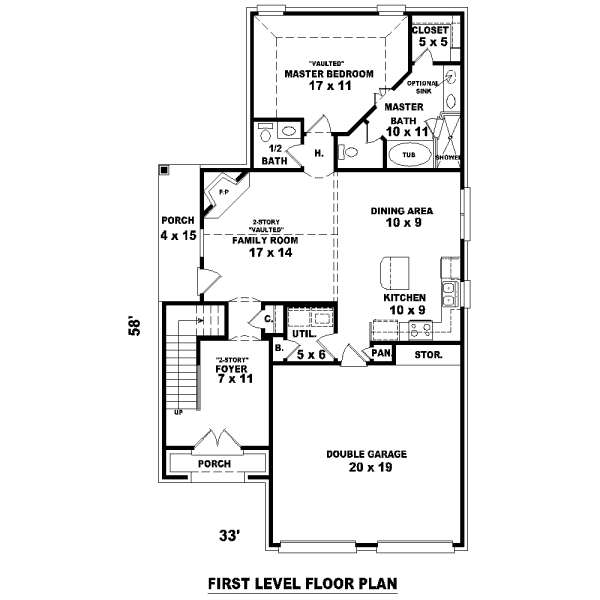 CLOSET
5 x 5
"VAULTED"
MASTER BEDROOM
17 x 11
OPTIONAL
SINK
MASTER
BATH
10 x 11
1/2
BATH
H.
TUB
SHOWER
F.P
PORCH
4 x 15
2-STORY
"VAULTED"
FAMILY ROOM
17 x 14
DINING AREA
10 x 9
KITCHEN
10 x 9
58'
C.
UTIL.
5 x 6
B.
PAN.
STOR.
"2-STORY"
FOYER
7 x 11
UP
PORCH
DOUBLE GARAGE
20 x 19
33'
FIRST LEVEL FLOOR PLAN